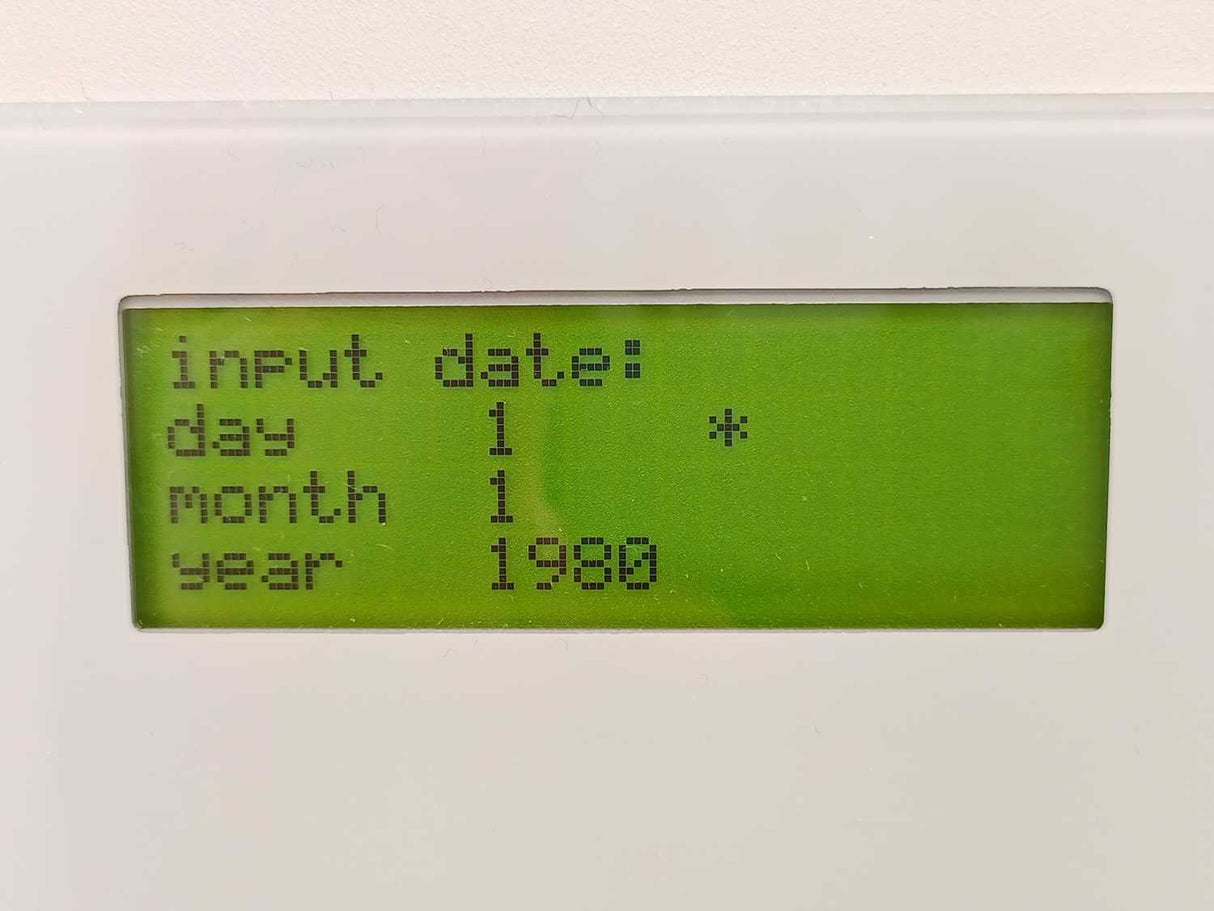 input date:
day 1 *
month 1
year 1980